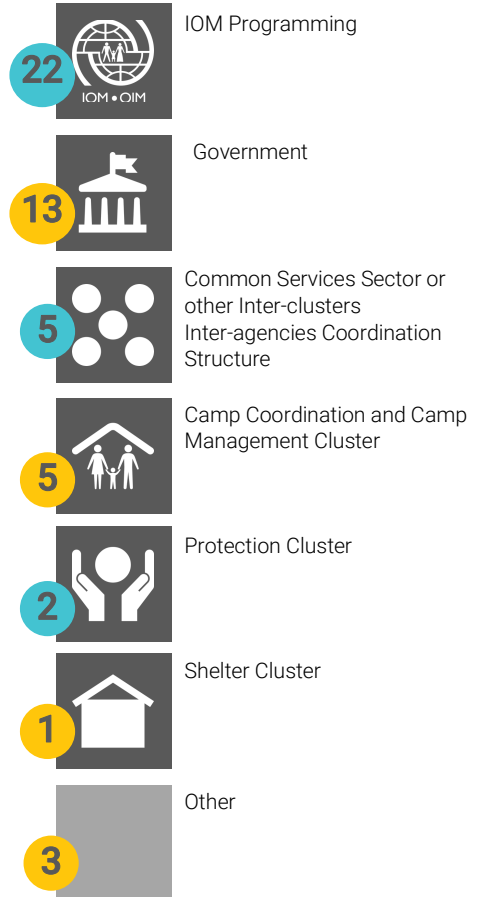 IOM Programming
22
IOM • OIM
Government
13
Common Services Sector or
other Inter-clusters
Inter-agencies Coordination
Structure
5
Camp Coordination and Camp
Management Cluster
5
Protection Cluster
2
Shelter Cluster
1
Other
3